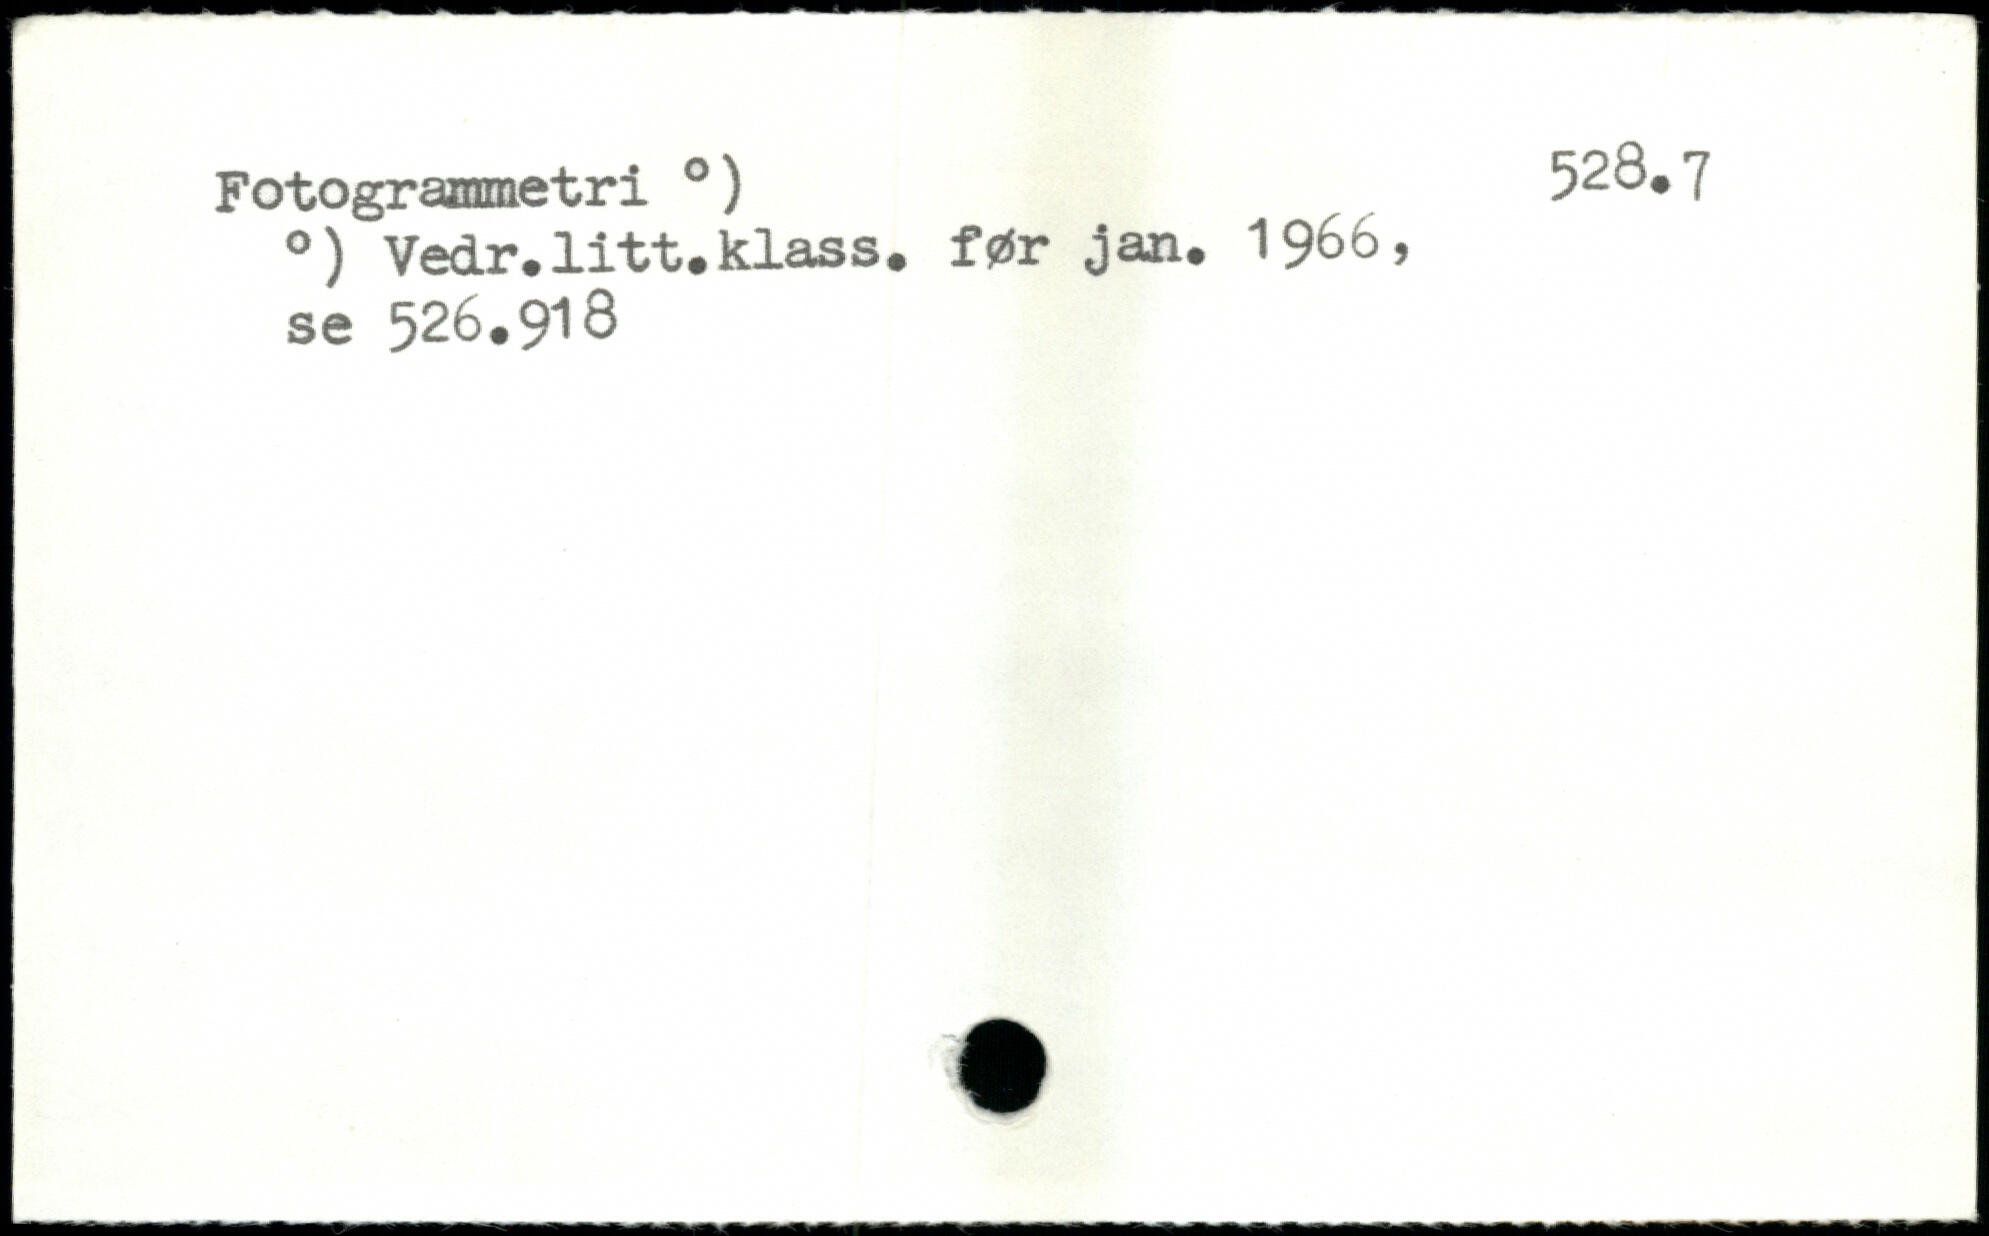 Fotogrammetri °) 528.7
°) Vedr.litt.klass. før jan. 1966,
se 526.918